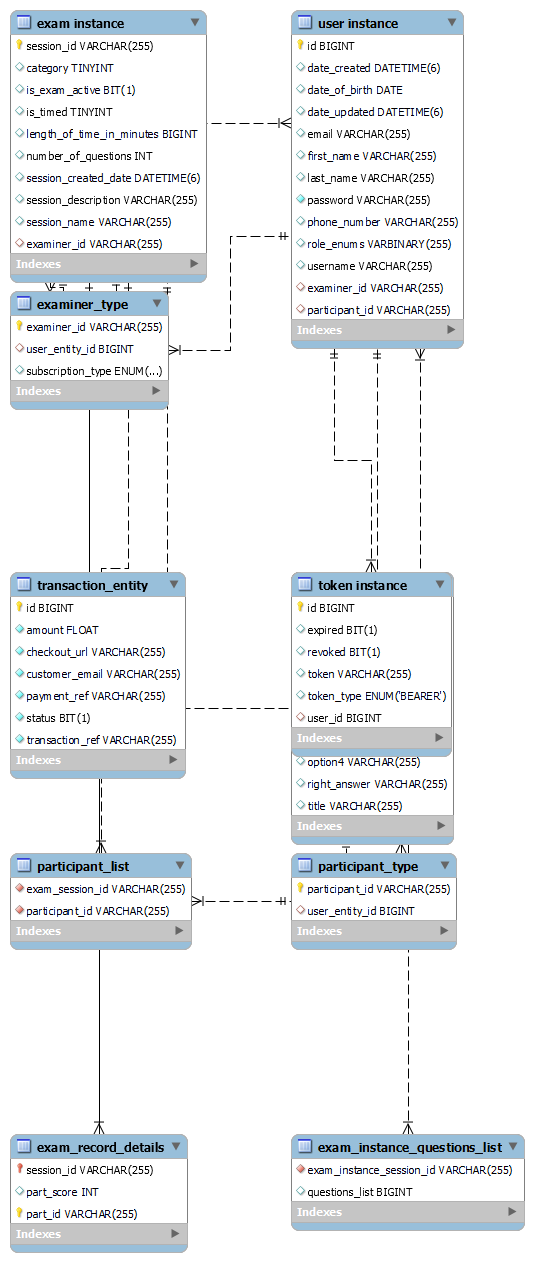 exam instance
session_id VARCHAR(255)
category TINYINT
is_exam_active BIT(1)
is_timed TINYINT
length_of_time_in_minutes BIGINT
number_of_questions INT
session_created_date DATETIME(6)
session_description VARCHAR(255)
session_name VARCHAR(255)
examiner_id VARCHAR(255)
Indexes
user instance
id BIGINT
date_created DATETIME(6)
date_of_birth DATE
date_updated DATETIME(6)
email VARCHAR(255)
first_name VARCHAR(255)
last_name VARCHAR(255)
password VARCHAR(255)
phone_number VARCHAR(255)
role_enums VARBINARY(255)
username VARCHAR(255)
examiner_id VARCHAR(255)
participant_id VARCHAR(255)
Indexes
examiner_type
examiner_id VARCHAR(255)
user_entity_id BIGINT
subscription_type ENUM(...)
Indexes
transaction_entity
id BIGINT
amount FLOAT
checkout_url VARCHAR(255)
customer_email VARCHAR(255)
payment_ref VARCHAR(255)
status BIT(1)
transaction_ref VARCHAR(255)
Indexes
token instance
id BIGINT
expired BIT(1)
revoked BIT(1)
token VARCHAR(255)
token_type ENUM('BEARER')
user_id BIGINT
Indexes
option4 VARCHAR(255)
right_answer VARCHAR(255)
title VARCHAR(255)
Indexes
participant_list
exam_session_id VARCHAR(255)
participant_id VARCHAR(255)
Indexes
participant_type
participant_id VARCHAR(255)
user_entity_id BIGINT
Indexes
exam_record_details
session_id VARCHAR(255)
part_score INT
part_id VARCHAR(255)
Indexes
exam_instance_questions_list
exam_instance_session_id VARCHAR(255)
questions_list BIGINT
Indexes